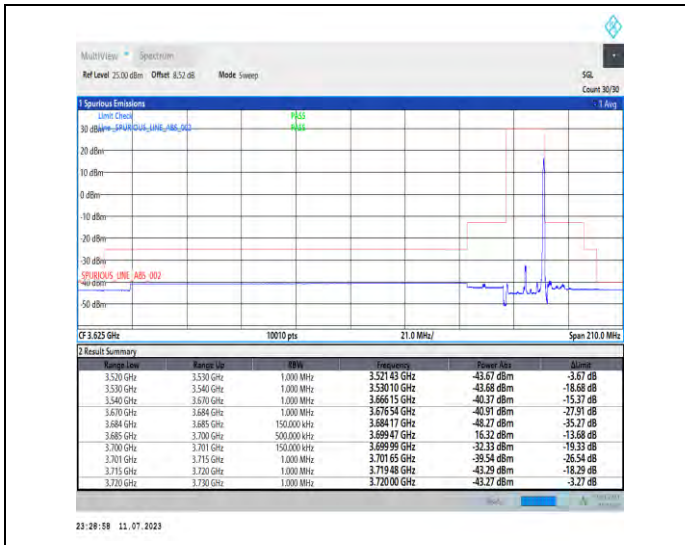 MultiView Spectrum
Ref Level 25.00 dBm Offset 8.52 dB Mode Sweep SGL
Count 30/30
1 Spurious Emissions 1 Avg
Limit Check PASS
30 dBm Line _SPURIOUS_LINE_ABS_002 PASS
20 dBm
10 dBm
0 dBm
-10 dBm
-20 dBm
-30 dBm
_SPURIOUS_LINE_ABS_002
-40 dBm
-50 dBm
CF 3.625 GHz 10010 pts 21.0 MHz/ Span 210.0 MHz
2 Result Summary
Range Low Range Up RBW Frequency Power Abs ΔLimit
3.520 GHz 3.530 GHz 1.000 MHz 3.521 43 GHz -43.67 dBm -3.67 dB
3.530 GHz 3.540 GHz 1.000 MHz 3.530 10 GHz -43.68 dBm -18.68 dB
3.540 GHz 3.670 GHz 1.000 MHz 3.666 15 GHz -40.37 dBm -15.37 dB
3.670 GHz 3.684 GHz 1.000 MHz 3.676 54 GHz -40.91 dBm -27.91 dB
3.684 GHz 3.685 GHz 150.000 kHz 3.684 17 GHz -48.27 dBm -35.27 dB
3.685 GHz 3.700 GHz 500.000 kHz 3.699 47 GHz 16.32 dBm -13.68 dB
3.700 GHz 3.701 GHz 150.000 kHz 3.699 99 GHz -32.33 dBm -19.33 dB
3.701 GHz 3.715 GHz 1.000 MHz 3.701 65 GHz -39.54 dBm -26.54 dB
3.715 GHz 3.720 GHz 1.000 MHz 3.719 48 GHz -43.29 dBm -18.29 dB
3.720 GHz 3.730 GHz 1.000 MHz 3.720 00 GHz -43.27 dBm -3.27 dB
23:28:58 11.07.2023